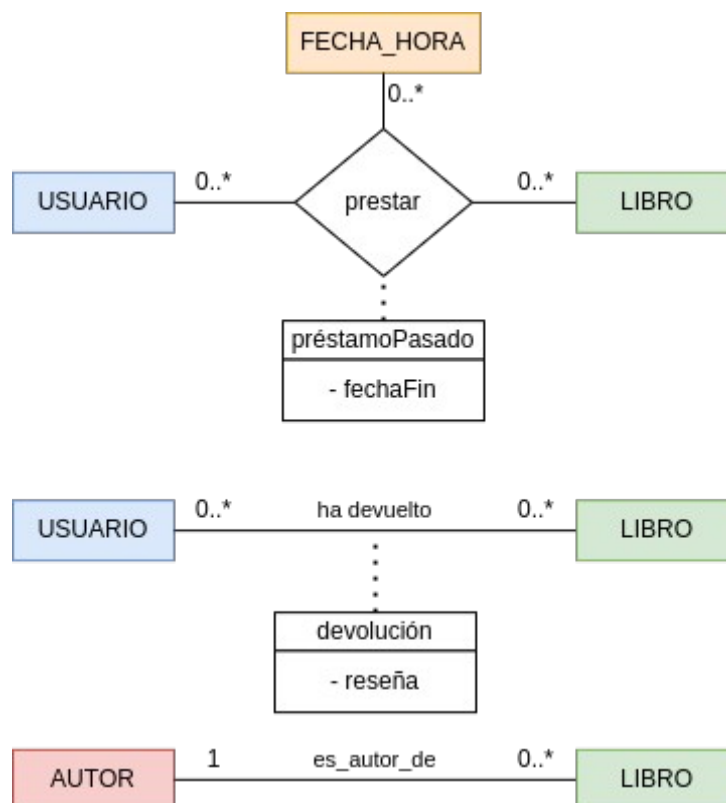 FECHA_HORA
0..*
USUARIO 0..* prestar 0..* LIBRO
préstamoPasado
- fechaFin
USUARIO 0..* ha devuelto 0..* LIBRO
devolución
- reseña
AUTOR 1 es_autor_de 0..* LIBRO